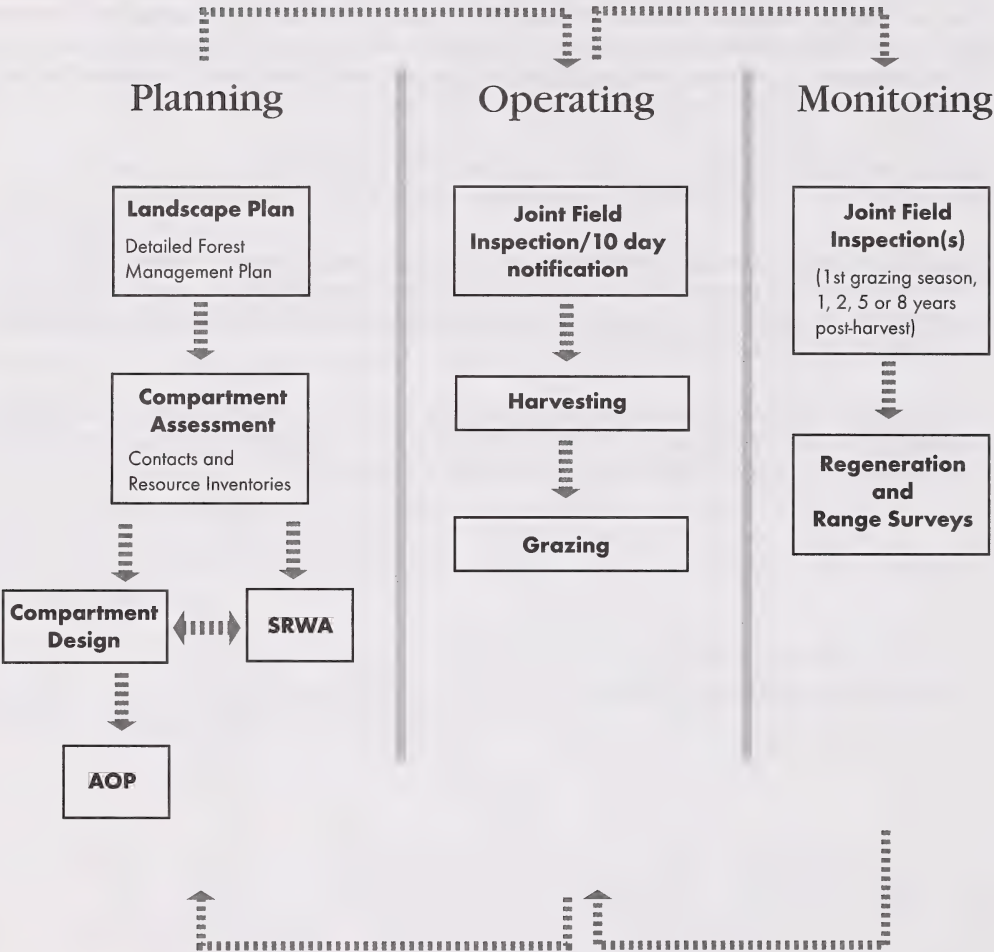 Planning
Operating
Monitoring
Landscape Plan
Detailed Forest
Management Plan
Compartment
Assessment
Contacts and
Resource Inventories
Compartment
Design
SRWA
AOP
Joint Field
Inspection/10 day
notification
Harvesting
Grazing
Joint Field
Inspection(s)
(1st grazing season,
1, 2, 5 or 8 years
post-harvest)
Regeneration
and
Range Surveys